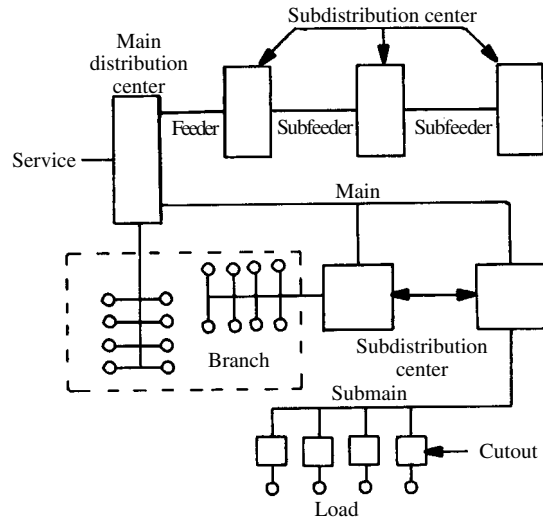 Subdistribution center
Main
distribution
center
Feeder
Subfeeder
Subfeeder
Service
Main
Branch
Subdistribution
center
Submain
Cutout
Load